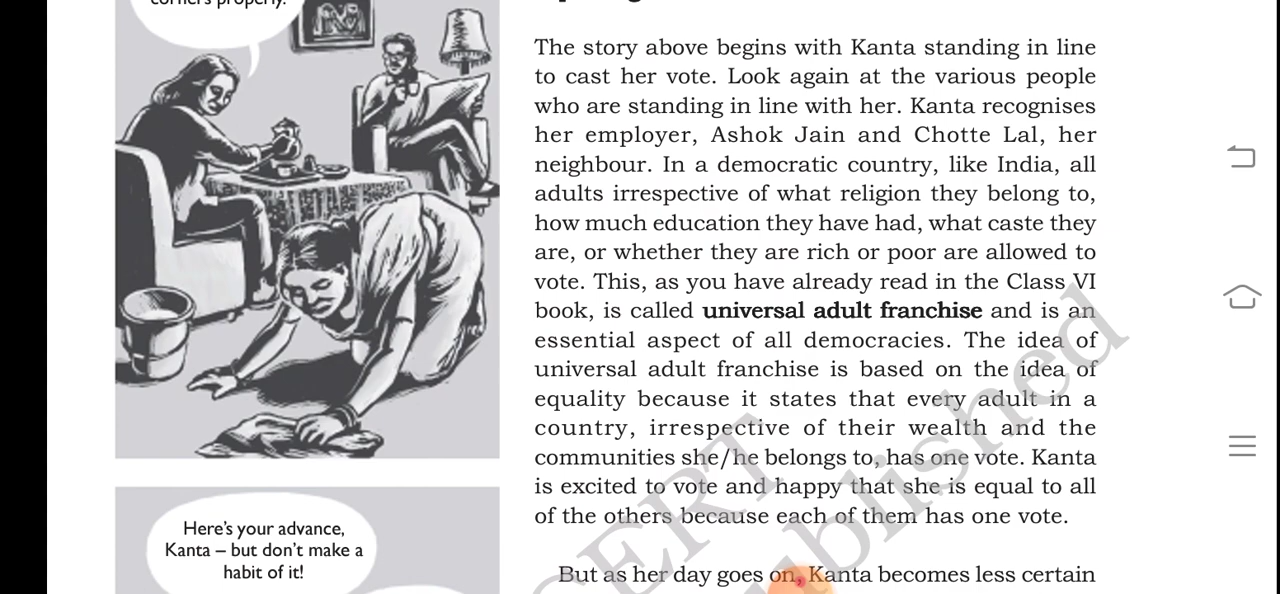 corners properly.
The story above begins with Kanta standing in line
to cast her vote. Look again at the various people
who are standing in line with her. Kanta recognises
her employer, Ashok Jain and Chotte Lal, her
neighbour. In a democratic country, like India, all
adults irrespective of what religion they belong to,
how much education they have had, what caste they
are, or whether they are rich or poor are allowed to
vote. This, as you have already read in the Class VI
book, is called universal adult franchise and is an
essential aspect of all democracies. The idea of
universal adult franchise is based on the idea of
equality because it states that every adult in a
country, irrespective of their wealth and the
communities she/he belongs to, has one vote. Kanta
is excited to vote and happy that she is equal to all
of the others because each of them has one vote.
But as her day goes on, Kanta becomes less certain
Here's your advance,
Kanta – but don't make a
habit of it!